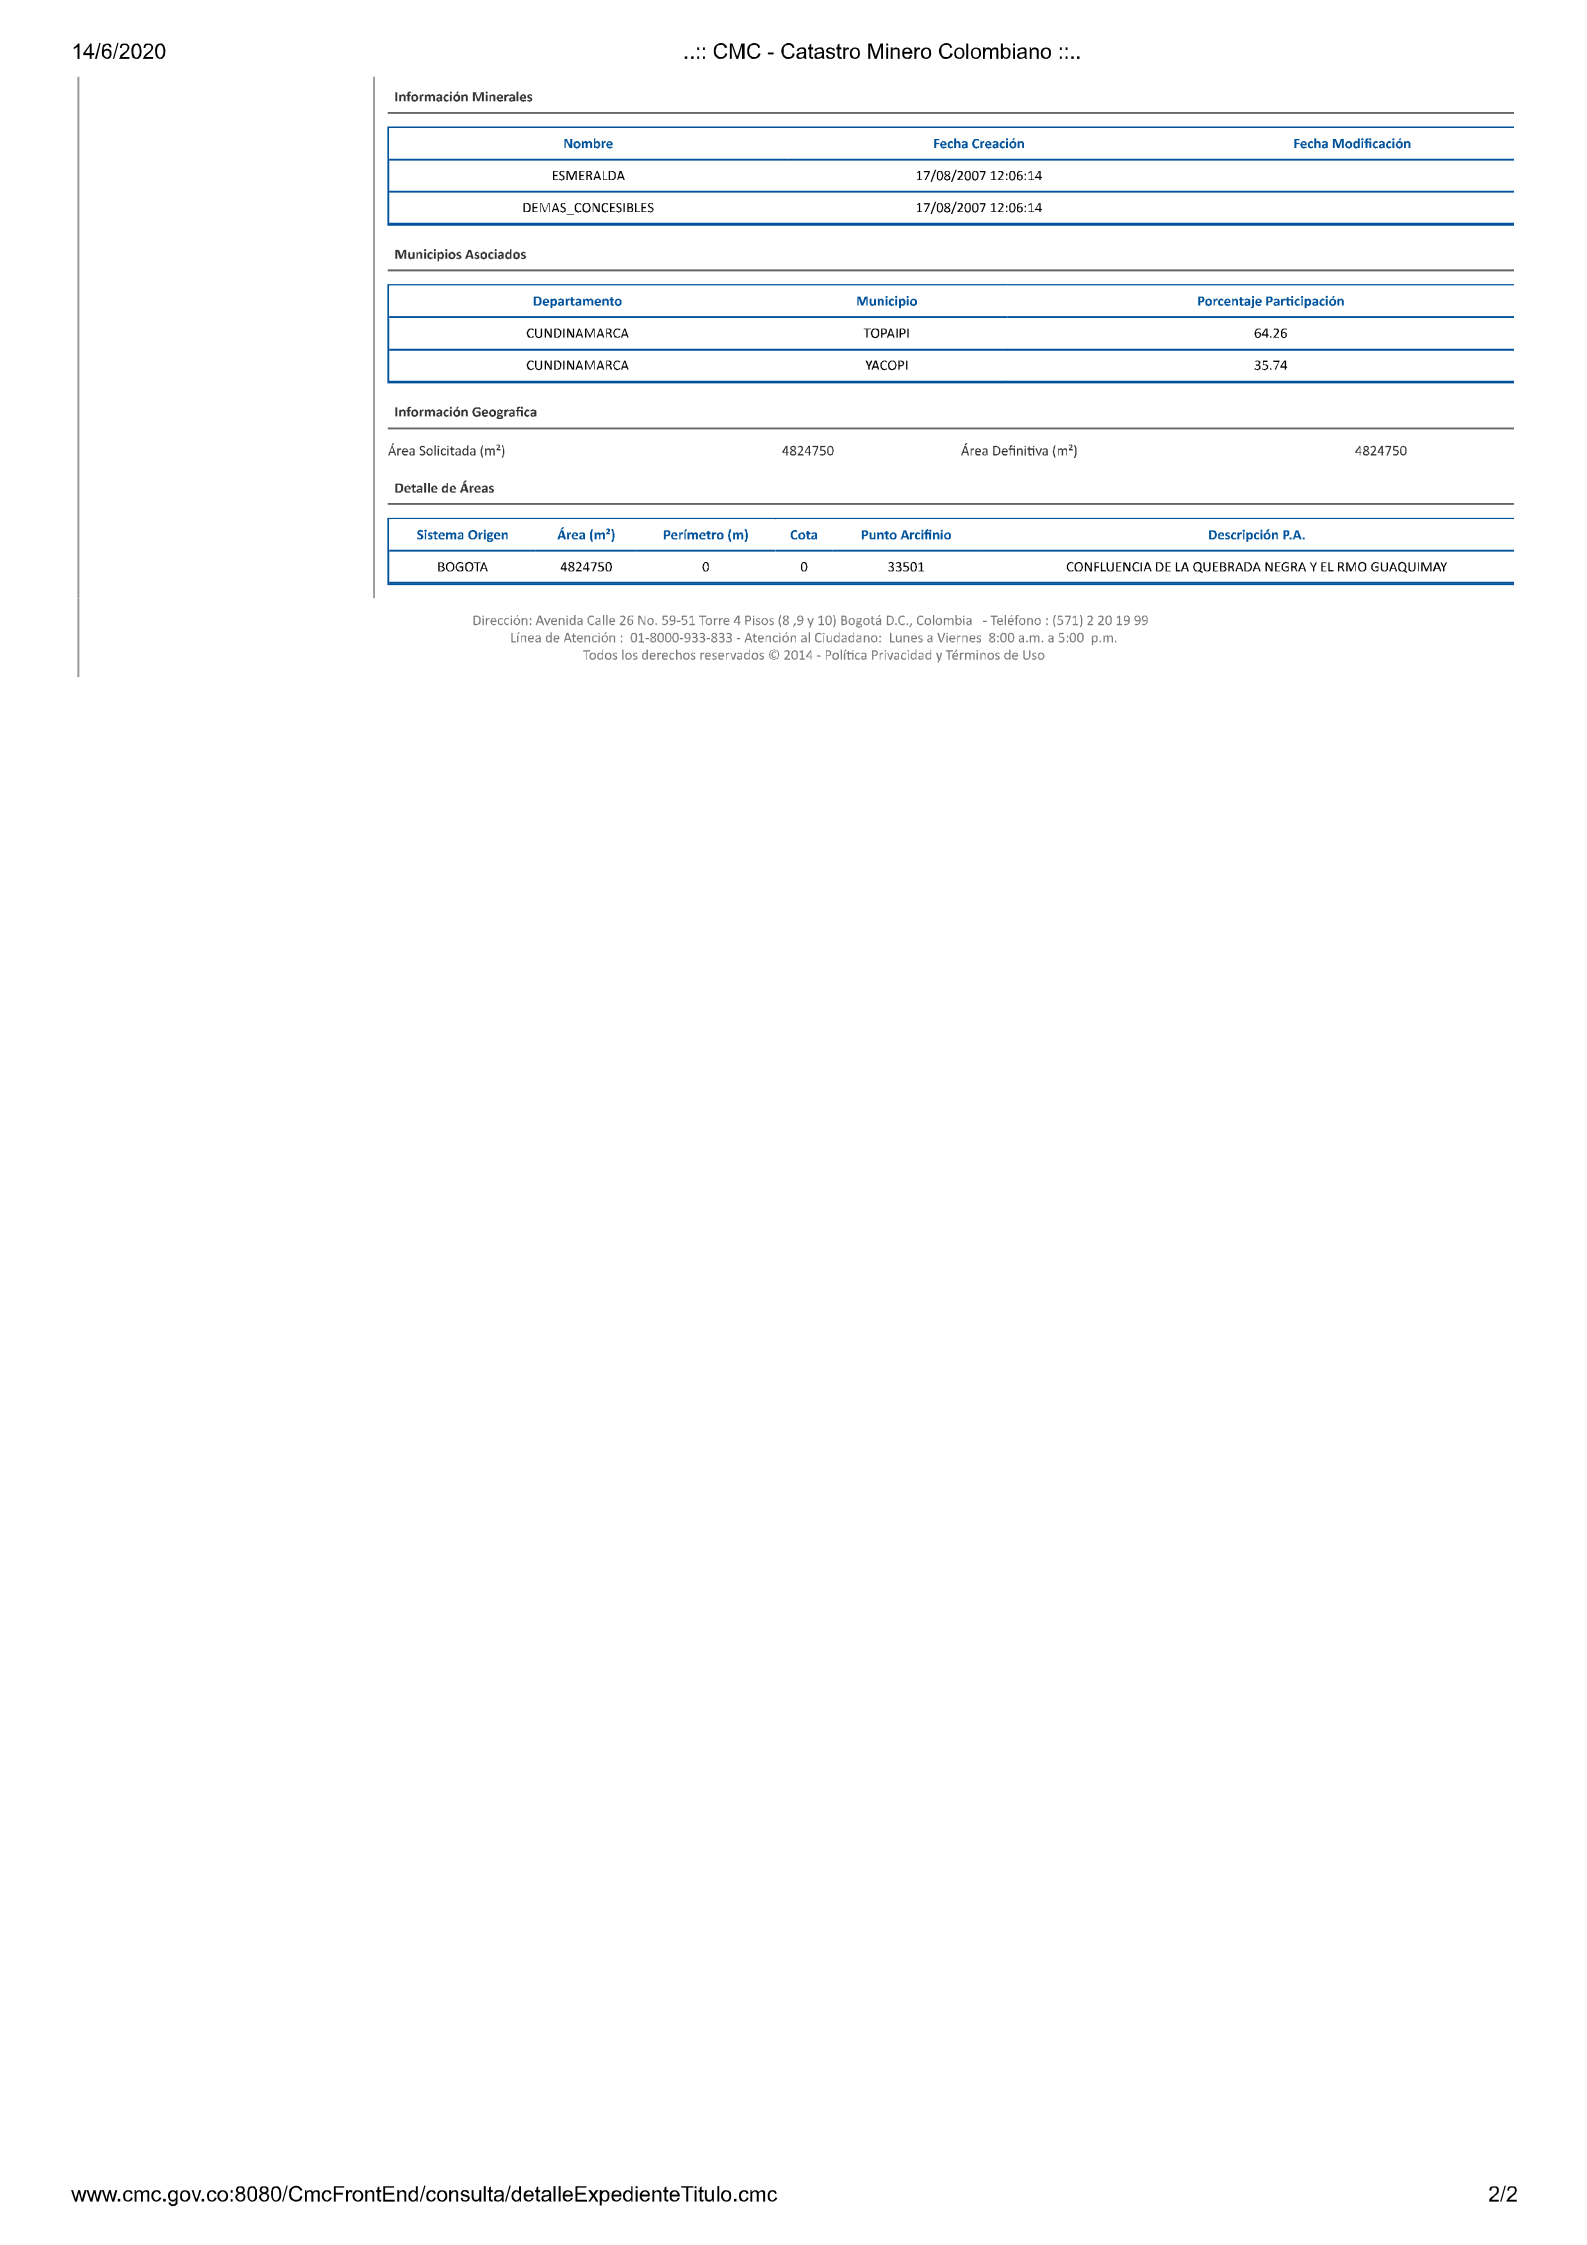 14/6/2020 ..:: CMC - Catastro Minero Colombiano ::..
Información Minerales
Nombre Fecha Creación Fecha Modificación
ESMERALDA 17/08/2007 12:06:14
DEMAS_CONCESIBLES 17/08/2007 12:06:14
Municipios Asociados
Departamento Municipio Porcentaje Participación
CUNDINAMARCA TOPAIPI 64.26
CUNDINAMARCA YACOPI 35.74
Información Geografica
Área Solicitada (m²) 4824750 Área Definitiva (m²) 4824750
Detalle de Áreas
Sistema Origen Área (m²) Perímetro (m) Cota Punto Arcifinio Descripción P.A.
BOGOTA 4824750 0 0 33501 CONFLUENCIA DE LA QUEBRADA NEGRA Y EL RMO GUAQUIMAY
Dirección: Avenida Calle 26 No. 59-51 Torre 4 Pisos (8 ,9 y 10) Bogotá D.C., Colombia - Teléfono : (571) 2 20 19 99
Línea de Atención : 01-8000-933-833 - Atención al Ciudadano: Lunes a Viernes 8:00 a.m. a 5:00 p.m.
Todos los derechos reservados © 2014 - Política Privacidad y Términos de Uso
www.cmc.gov.co:8080/CmcFrontEnd/consulta/detalleExpedienteTitulo.cmc 2/2